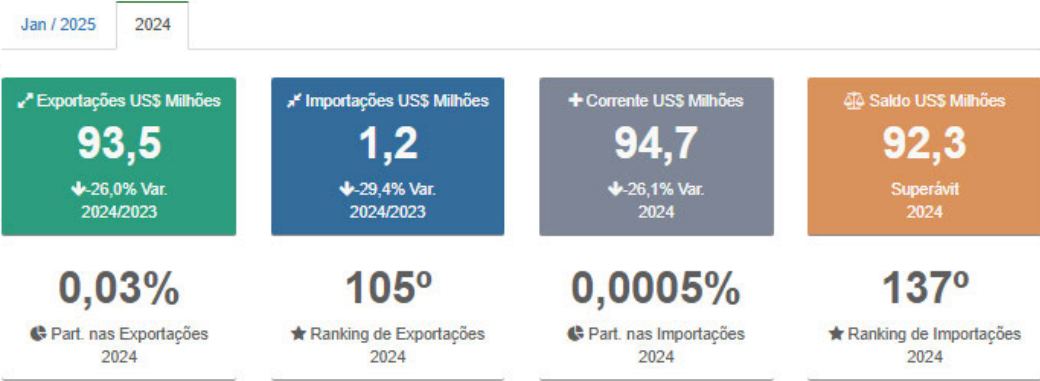 Jan / 2025
2024
Exportações US$ Milhões
93,5
-26,0% Var.
2024/2023
Importações US$ Milhões
1,2
-29,4% Var.
2024/2023
Corrente US$ Milhões
94,7
-26,1% Var.
2024
Saldo US$ Milhões
92,3
Superávit
2024
0,03%
Part. nas Exportações
2024
105º
Ranking de Exportações
2024
0,0005%
Part. nas Importações
2024
137º
Ranking de Importações
2024